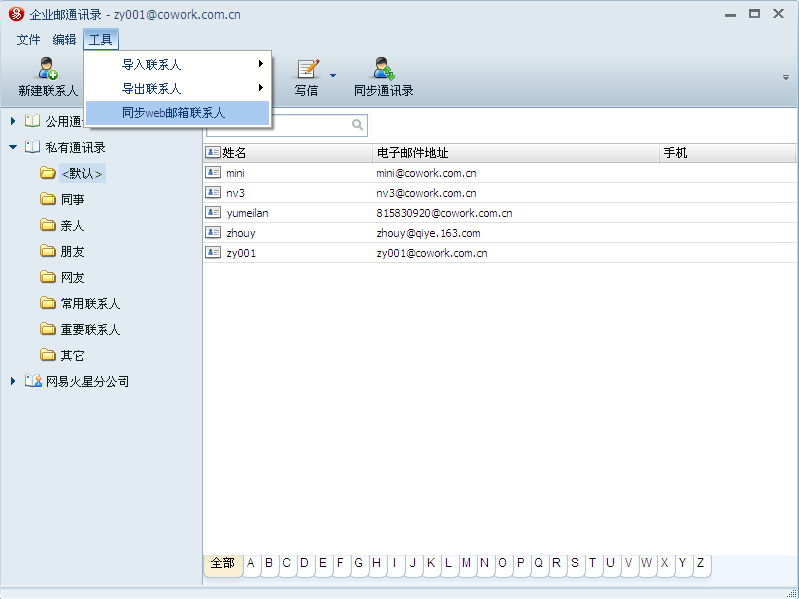 企业邮通讯录 - zy001@cowork.com.cn
文件 编辑 工具
导入联系人
导出联系人
同步web邮箱联系人
新建联系人 写信 同步通讯录
公用通
私有通讯录
<默认>
同事
亲人
朋友
网友
常用联系人
重要联系人
其它
网易火星分公司
姓名 电子邮件地址 手机
mini mini@cowork.com.cn
nv3 nv3@cowork.com.cn
yumeilan 815830920@cowork.com.cn
zhouy zhouy@qiye.163.com
zy001 zy001@cowork.com.cn
全部 A B C D E F G H I J K L M N O P Q R S T U V W X Y Z